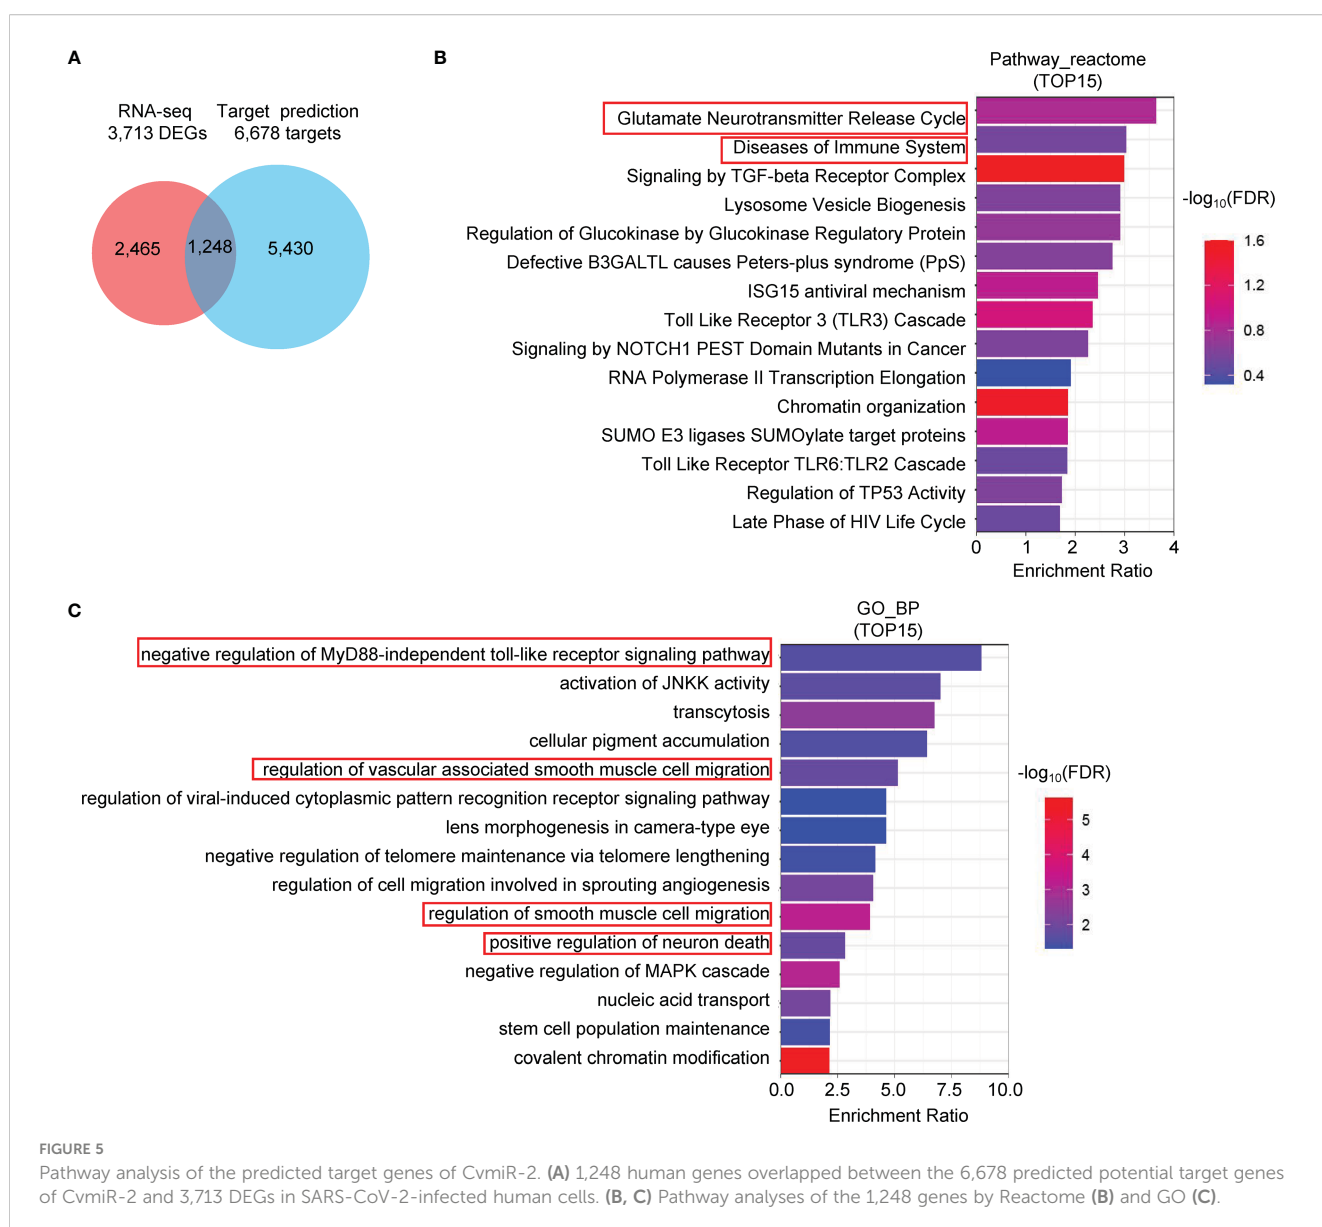 A
RNA-seq
3,713 DEGs
Target prediction
6,678 targets
2,465
1,248
5,430
B
Pathway_reactome
(TOP15)
Glutamate Neurotransmitter Release Cycle
Diseases of Immune System
Signaling by TGF-beta Receptor Complex
Lysosome Vesicle Biogenesis
Regulation of Glucokinase by Glucokinase Regulatory Protein
Defective B3GALTL causes Peters-plus syndrome (PpS)
ISG15 antiviral mechanism
Toll Like Receptor 3 (TLR3) Cascade
Signaling by NOTCH1 PEST Domain Mutants in Cancer
RNA Polymerase II Transcription Elongation
Chromatin organization
SUMO E3 ligases SUMOylate target proteins
Toll Like Receptor TLR6:TLR2 Cascade
Regulation of TP53 Activity
Late Phase of HIV Life Cycle
0 1 2 3 4
Enrichment Ratio
-log10(FDR)
1.6
1.2
0.8
0.4
C
GO_BP
(TOP15)
negative regulation of MyD88-independent toll-like receptor signaling pathway
activation of JNKK activity
transcytosis
cellular pigment accumulation
regulation of vascular associated smooth muscle cell migration
regulation of viral-induced cytoplasmic pattern recognition receptor signaling pathway
lens morphogenesis in camera-type eye
negative regulation of telomere maintenance via telomere lengthening
regulation of cell migration involved in sprouting angiogenesis
regulation of smooth muscle cell migration
positive regulation of neuron death
negative regulation of MAPK cascade
nucleic acid transport
stem cell population maintenance
covalent chromatin modification
0.0 2.5 5.0 7.5 10.0
Enrichment Ratio
-log10(FDR)
5
4
3
2
FIGURE 5
Pathway analysis of the predicted target genes of CvmiR-2. (A) 1,248 human genes overlapped between the 6,678 predicted potential target genes
of CvmiR-2 and 3,713 DEGs in SARS-CoV-2-infected human cells. (B, C) Pathway analyses of the 1,248 genes by Reactome (B) and GO (C).